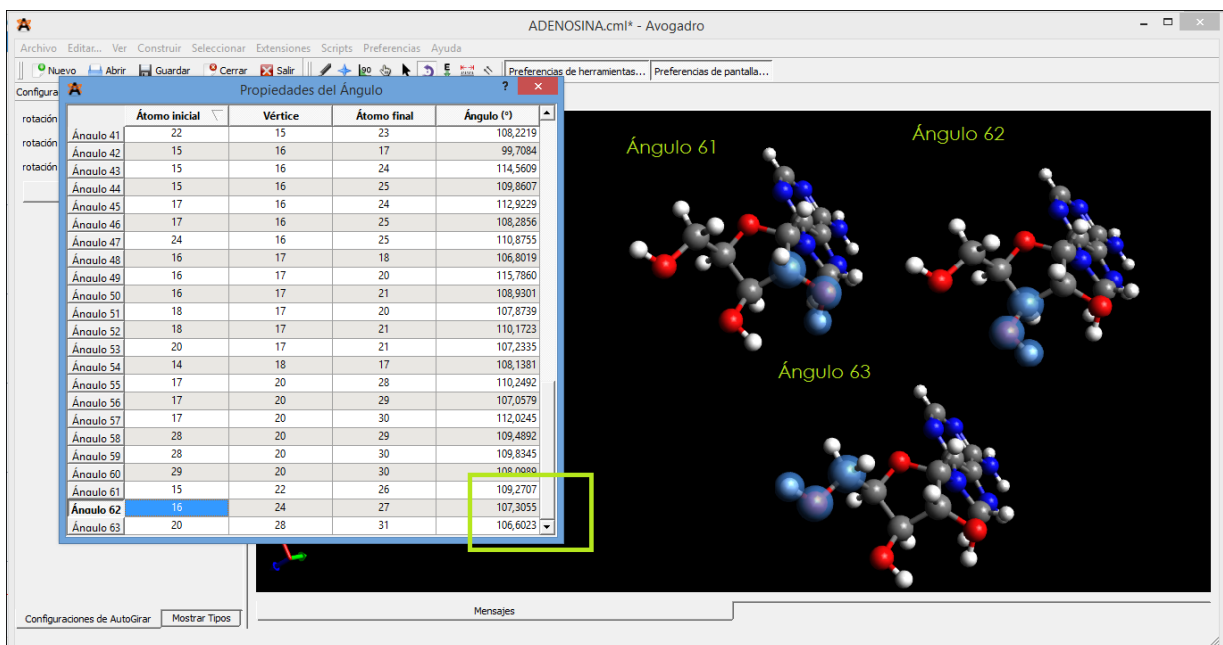 ADENOSINA.cml* - Avogadro
Archivo Editar... Ver Construir Seleccionar Extensiones Scripts Preferencias Ayuda
Nuevo Abrir Guardar Cerrar Salir Preferencias de herramientas... Preferencias de pantalla...
Configura
Propiedades del Ángulo ?
rotación
rotación
rotación
Átomo inicial Vértice Átomo final Ángulo (°)
Ángulo 41 22 15 23 108,2219
Ángulo 42 15 16 17 99,7084
Ángulo 43 15 16 24 114,5609
Ángulo 44 15 16 25 109,8607
Ángulo 45 17 16 24 112,9229
Ángulo 46 17 16 25 108,2856
Ángulo 47 24 16 25 110,8755
Ángulo 48 16 17 18 106,8019
Ángulo 49 16 17 20 115,7860
Ángulo 50 16 17 21 108,9301
Ángulo 51 18 17 20 107,8739
Ángulo 52 18 17 21 110,1723
Ángulo 53 20 17 21 107,2335
Ángulo 54 14 18 17 108,1381
Ángulo 55 17 20 28 110,2492
Ángulo 56 17 20 29 107,0579
Ángulo 57 17 20 30 112,0245
Ángulo 58 28 20 29 109,4892
Ángulo 59 28 20 30 109,8345
Ángulo 60 29 20 30 108,0989
Ángulo 61 15 22 26 109,2707
Ángulo 62 16 24 27 107,3055
Ángulo 63 20 28 31 106,6023
Ángulo 61
Ángulo 62
Ángulo 63
Mensajes
Configuraciones de AutoGirar Mostrar Tipos